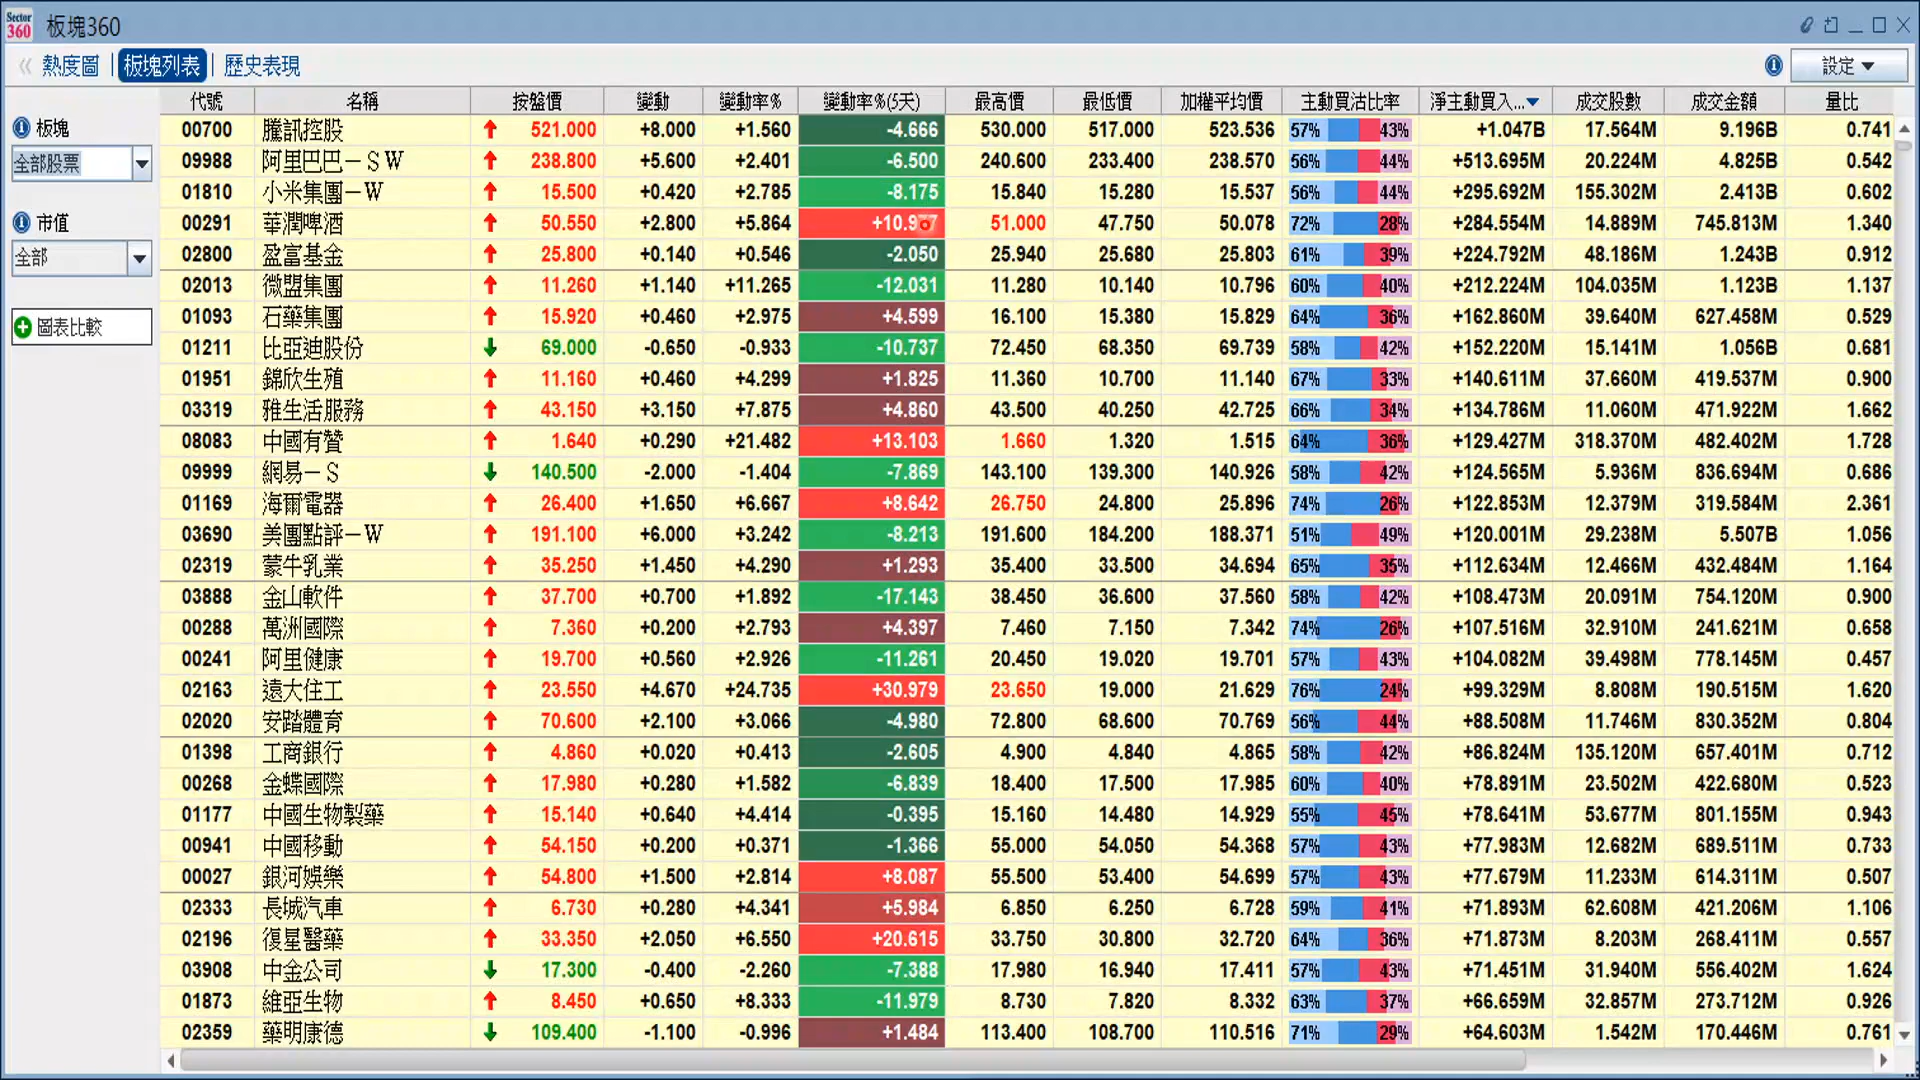 Sector 360 板塊360
熱度圖 板塊列表 歷史表現 設定
板塊
全部股票
市值
全部
圖表比較
代號 名稱 按盤價 變動 變動率% 變動率%(5天) 最高價 最低價 加權平均價 主動買沽比率 淨主動買入... 成交股數 成交金額 量比
00700 騰訊控股 521.000 +8.000 +1.560 -4.666 530.000 517.000 523.536 57% 43% +1.047B 17.564M 9.196B 0.741
09988 阿里巴巴－ＳＷ 238.800 +5.600 +2.401 -6.500 240.600 233.400 238.570 56% 44% +513.695M 20.224M 4.825B 0.542
01810 小米集團－W 15.500 +0.420 +2.785 -8.175 15.840 15.280 15.537 56% 44% +295.692M 155.302M 2.413B 0.602
00291 華潤啤酒 50.550 +2.800 +5.864 51.000 47.750 50.078 72% 28% +284.554M 14.889M 745.813M 1.340
02800 盈富基金 25.800 +0.140 +0.546 -2.050 25.940 25.680 25.803 61% 39% +224.792M 48.186M 1.243B 0.912
02013 微盟集團 11.260 +1.140 +11.265 -12.031 11.280 10.140 10.796 60% 40% +212.224M 104.035M 1.123B 1.137
01093 石藥集團 15.920 +0.460 +2.975 +4.599 16.100 15.380 15.829 64% 36% +162.860M 39.640M 627.458M 0.529
01211 比亞迪股份 69.000 -0.650 -0.933 -10.737 72.450 68.350 69.739 58% 42% +152.220M 15.141M 1.056B 0.681
01951 錦欣生殖 11.160 +0.460 +4.299 +1.825 11.360 10.700 11.140 67% 33% +140.611M 37.660M 419.537M 0.900
03319 雅生活服務 43.150 +3.150 +7.875 +4.860 43.500 40.250 42.725 66% 34% +134.786M 11.060M 471.922M 1.662
08083 中國有贊 1.640 +0.290 +21.482 +13.103 1.660 1.320 1.515 64% 36% +129.427M 318.370M 482.402M 1.728
09999 網易－Ｓ 140.500 -2.000 -1.404 -7.869 143.100 139.300 140.926 58% 42% +124.565M 5.936M 836.694M 0.686
01169 海爾電器 26.400 +1.650 +6.667 +8.642 26.750 24.800 25.896 74% 26% +122.853M 12.379M 319.584M 2.361
03690 美團點評－W 191.100 +6.000 +3.242 -8.213 191.600 184.200 188.371 51% 49% +120.001M 29.238M 5.507B 1.056
02319 蒙牛乳業 35.250 +1.450 +4.290 +1.293 35.400 33.500 34.694 65% 35% +112.634M 12.466M 432.484M 1.164
03888 金山軟件 37.700 +0.700 +1.892 -17.143 38.450 36.600 37.560 58% 42% +108.473M 20.091M 754.120M 0.900
00288 萬洲國際 7.360 +0.200 +2.793 +4.397 7.460 7.150 7.342 74% 26% +107.516M 32.910M 241.621M 0.658
00241 阿里健康 19.700 +0.560 +2.926 -11.261 20.450 19.020 19.701 57% 43% +104.082M 39.498M 778.145M 0.457
02163 遠大住工 23.550 +4.670 +24.735 +30.979 23.650 19.000 21.629 76% 24% +99.329M 8.808M 190.515M 1.620
02020 安踏體育 70.600 +2.100 +3.066 -4.980 72.800 68.600 70.769 56% 44% +88.508M 11.746M 830.352M 0.804
01398 工商銀行 4.860 +0.020 +0.413 -2.605 4.900 4.840 4.865 58% 42% +86.824M 135.120M 657.401M 0.712
00268 金蝶國際 17.980 +0.280 +1.582 -6.839 18.400 17.500 17.985 60% 40% +78.891M 23.502M 422.680M 0.523
01177 中國生物製藥 15.140 +0.640 +4.414 -0.395 15.160 14.480 14.929 55% 45% +78.641M 53.677M 801.155M 0.943
00941 中國移動 54.150 +0.200 +0.371 -1.366 55.000 54.050 54.368 57% 43% +77.983M 12.682M 689.511M 0.733
00027 銀河娛樂 54.800 +1.500 +2.814 +8.087 55.500 53.400 54.699 57% 43% +77.679M 11.233M 614.311M 0.507
02333 長城汽車 6.730 +0.280 +4.341 +5.984 6.850 6.250 6.728 59% 41% +71.893M 62.608M 421.206M 1.106
02196 復星醫藥 33.350 +2.050 +6.550 +20.615 33.750 30.800 32.720 64% 36% +71.873M 8.203M 268.411M 0.557
03908 中金公司 17.300 -0.400 -2.260 -7.388 17.980 16.940 17.411 57% 43% +71.451M 31.940M 556.402M 1.624
01873 維亞生物 8.450 +0.650 +8.333 -11.979 8.730 7.820 8.332 63% 37% +66.659M 32.857M 273.712M 0.926
02359 藥明康德 109.400 -1.100 -0.996 +1.484 113.400 108.700 110.516 71% 29% +64.603M 1.542M 170.446M 0.761